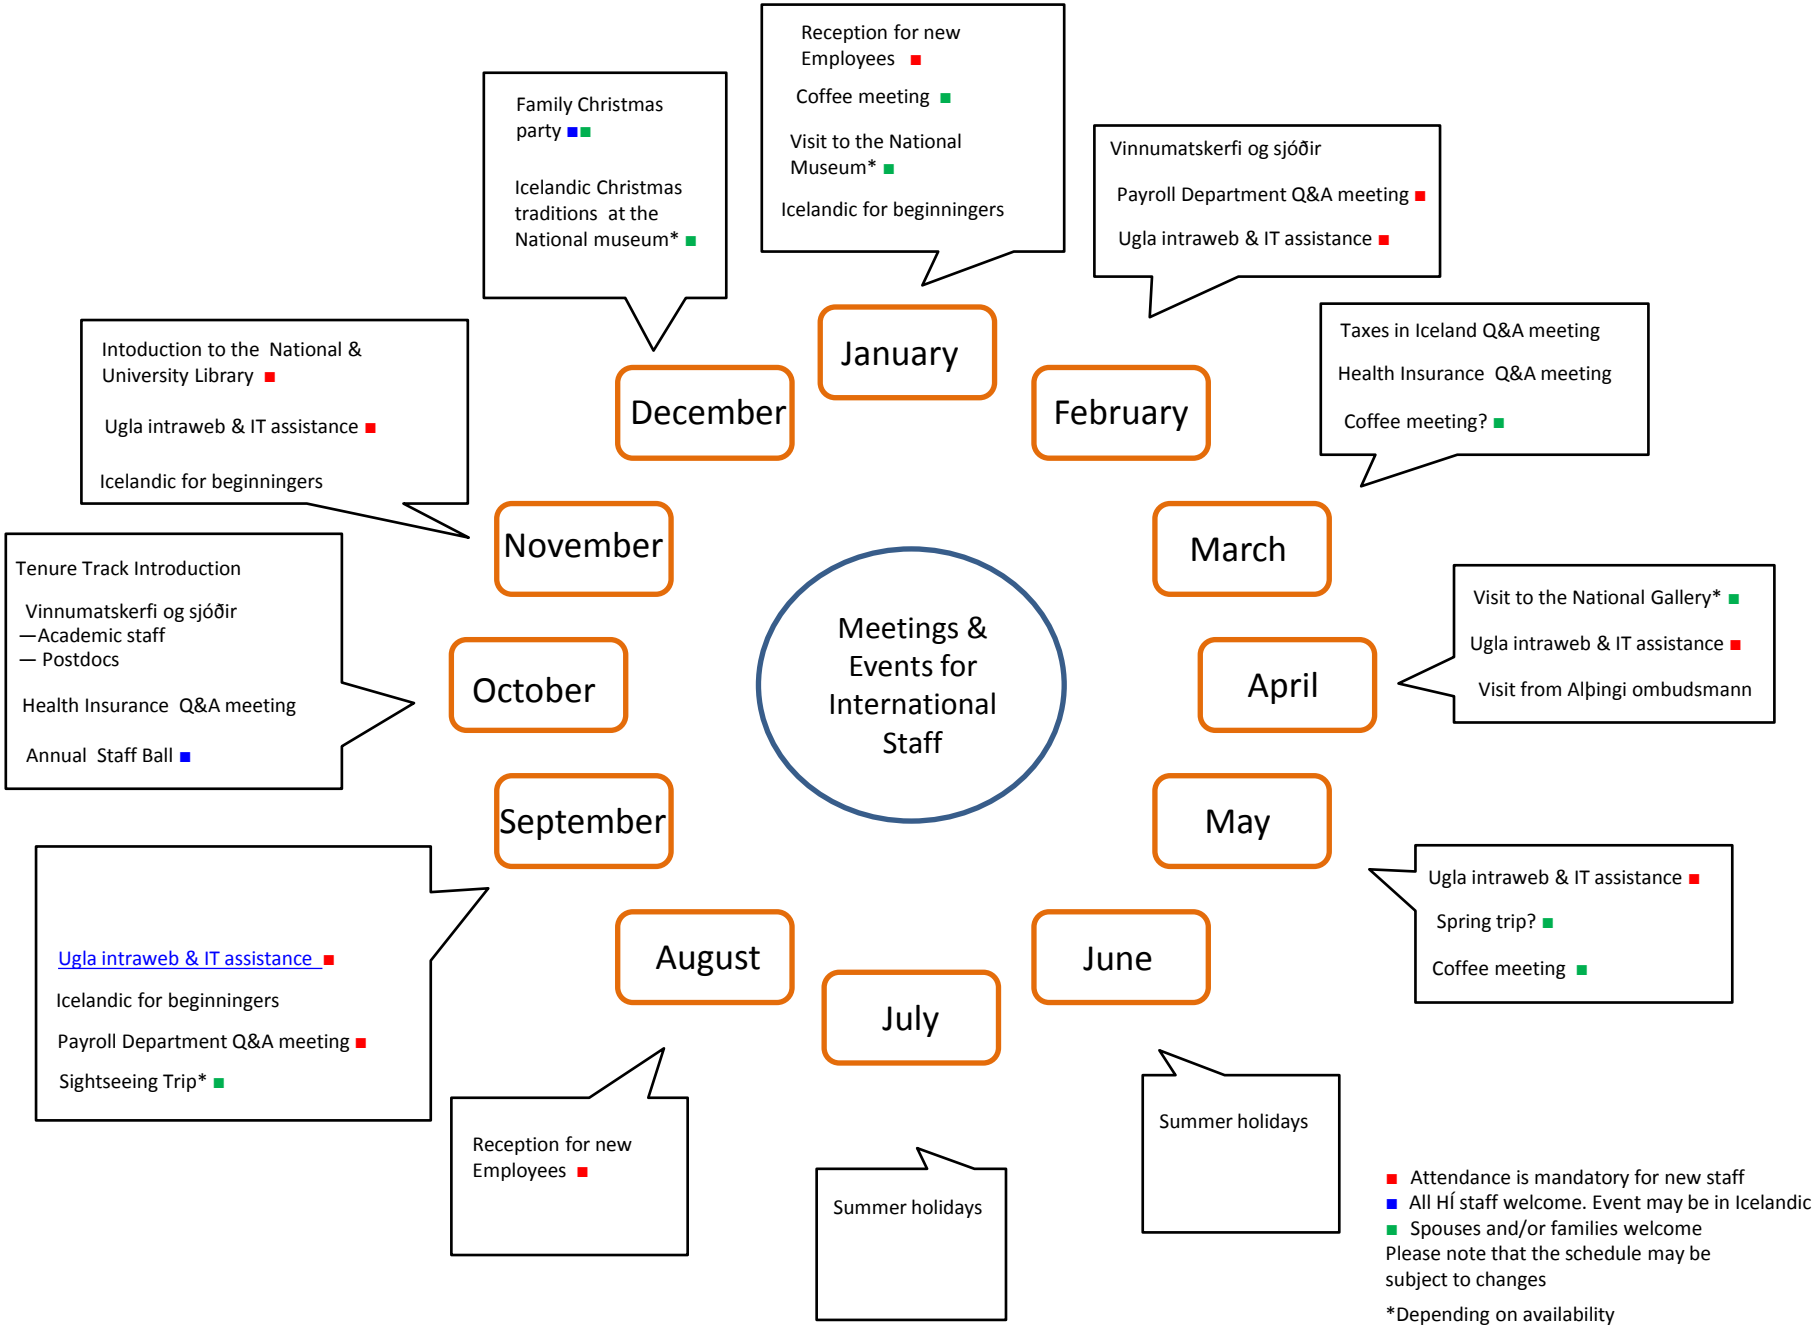 Reception for new
Employees
Coffee meeting
Visit to the National
Museum*
Icelandic for beginningers
January
Vinnumatskerfi og sjóðir
Payroll Department Q&A meeting
Ugla intraweb & IT assistance
February
Taxes in Iceland Q&A meeting
Health Insurance Q&A meeting
Coffee meeting?
March
Visit to the National Gallery*
Ugla intraweb & IT assistance
Visit from Alþingi ombudsmann
April
Ugla intraweb & IT assistance
Spring trip?
Coffee meeting
May
Summer holidays
June
Summer holidays
July
Reception for new
Employees
August
Ugla intraweb & IT assistance
Icelandic for beginningers
Payroll Department Q&A meeting
Sightseeing Trip*
September
Tenure Track Introduction
Vinnumatskerfi og sjóðir
—Academic staff
— Postdocs
Health Insurance Q&A meeting
Annual Staff Ball
October
Intoduction to the National &
University Library
Ugla intraweb & IT assistance
Icelandic for beginningers
November
Family Christmas
party
Icelandic Christmas
traditions at the
National museum*
December
Meetings &
Events for
International
Staff
Attendance is mandatory for new staff
All HÍ staff welcome. Event may be in Icelandic
Spouses and/or families welcome
Please note that the schedule may be
subject to changes
*Depending on availability